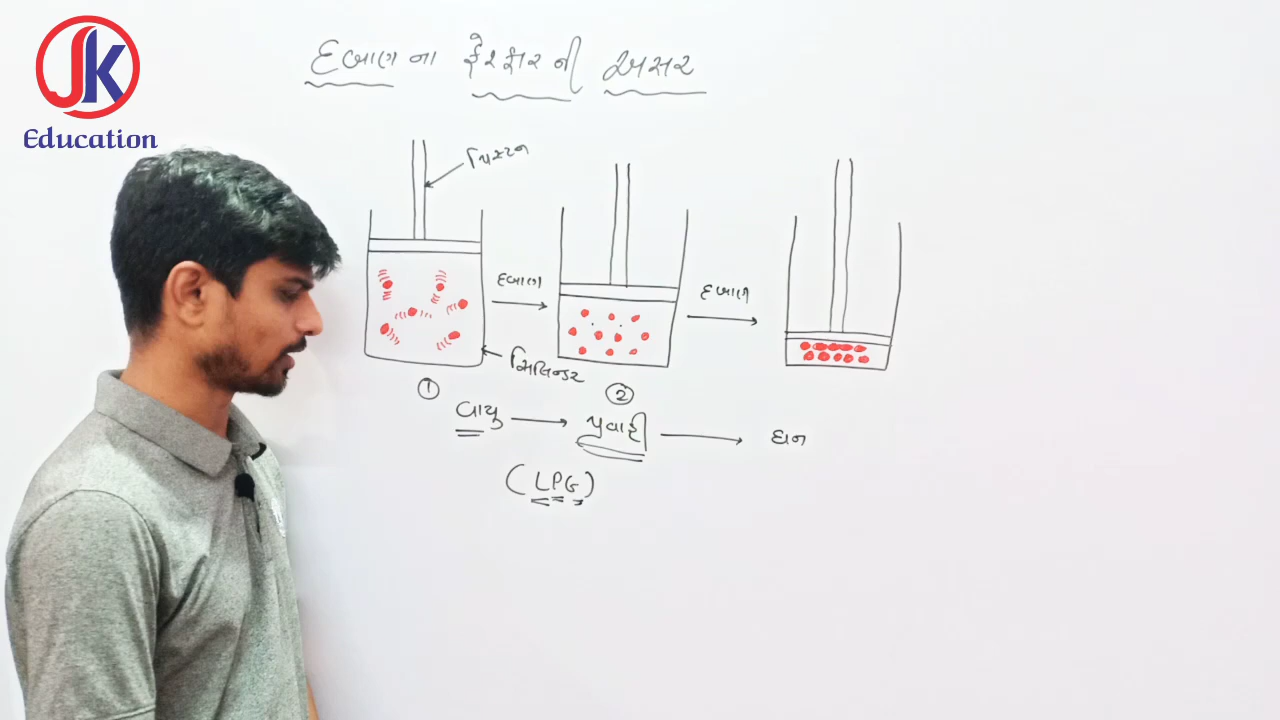 JK
Education
દબાણ ના ફેરફાર ની અસર
પિસ્ટન
દબાણ
દબાણ
સિલિન્ડર
1 2
વાયુ → પ્રવાહી → ઘન
(LPG)